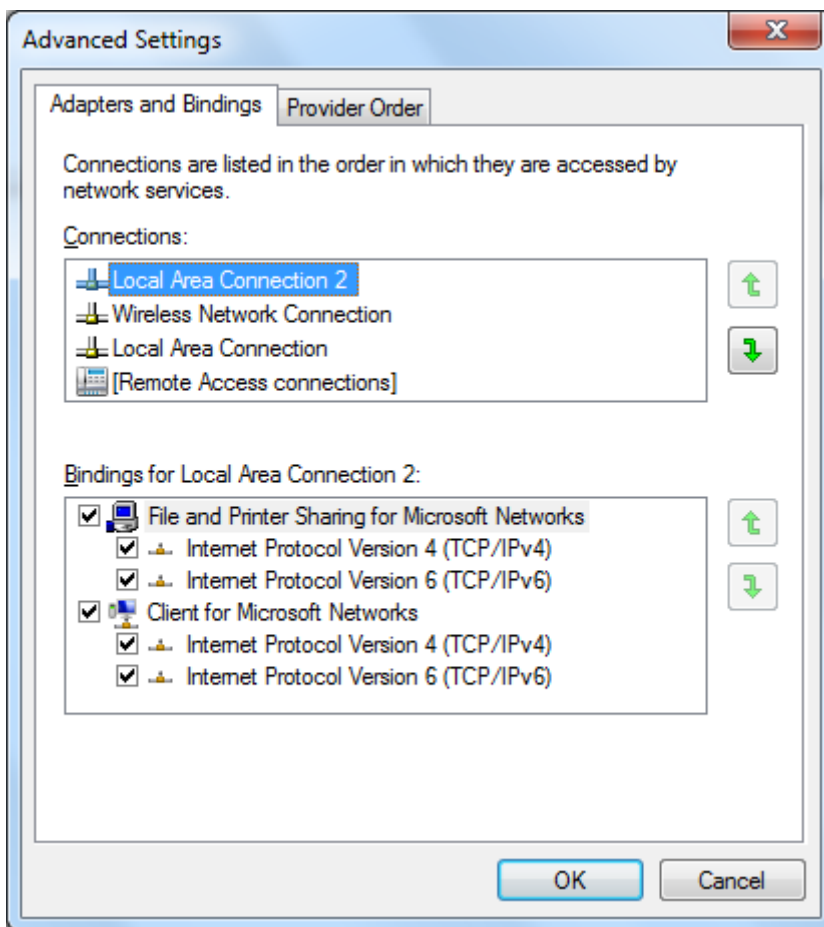 Advanced Settings
Adapters and Bindings
Provider Order
Connections are listed in the order in which they are accessed by
network services.
Connections:
Local Area Connection 2
Wireless Network Connection
Local Area Connection
[Remote Access connections]
Bindings for Local Area Connection 2:
File and Printer Sharing for Microsoft Networks
Internet Protocol Version 4 (TCP/IPv4)
Internet Protocol Version 6 (TCP/IPv6)
Client for Microsoft Networks
Internet Protocol Version 4 (TCP/IPv4)
Internet Protocol Version 6 (TCP/IPv6)
OK
Cancel